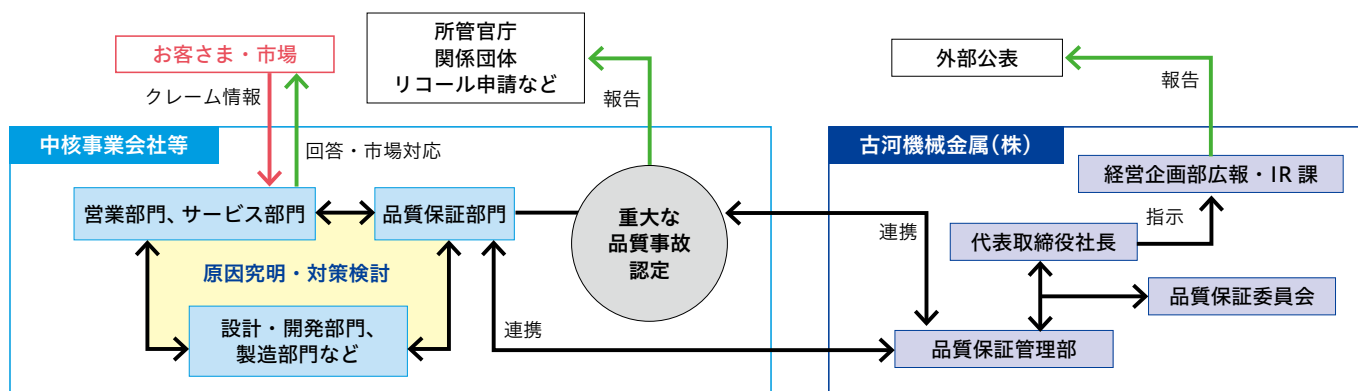 お客さま・市場
クレーム情報
回答・市場対応
所管官庁
関係団体
リコール申請など
報告
外部公表
報告
中核事業会社等
営業部門、サービス部門
品質保証部門
原因究明・対策検討
設計・開発部門、
製造部門など
重大な
品質事故
認定
連携
連携
古河機械金属(株)
経営企画部広報・IR 課
指示
代表取締役社長
品質保証委員会
品質保証管理部